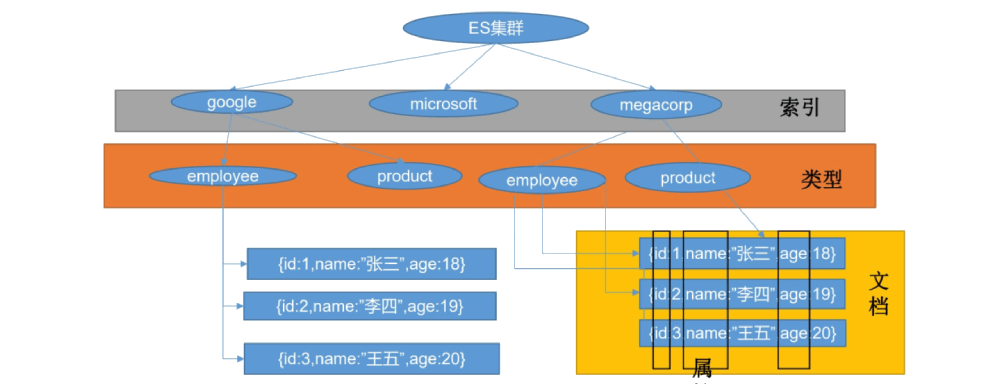 ES集群
google
microsoft
megacorp
索引
employee
product
employee
product
类型
{id:1,name:"张三",age:18}
{id:2,name:"李四",age:19}
{id:3,name:"王五",age:20}
{id:1,name:"张三",age:18}
{id:2,name:"李四",age:19}
{id:3,name:"王五",age:20}
文
档
属